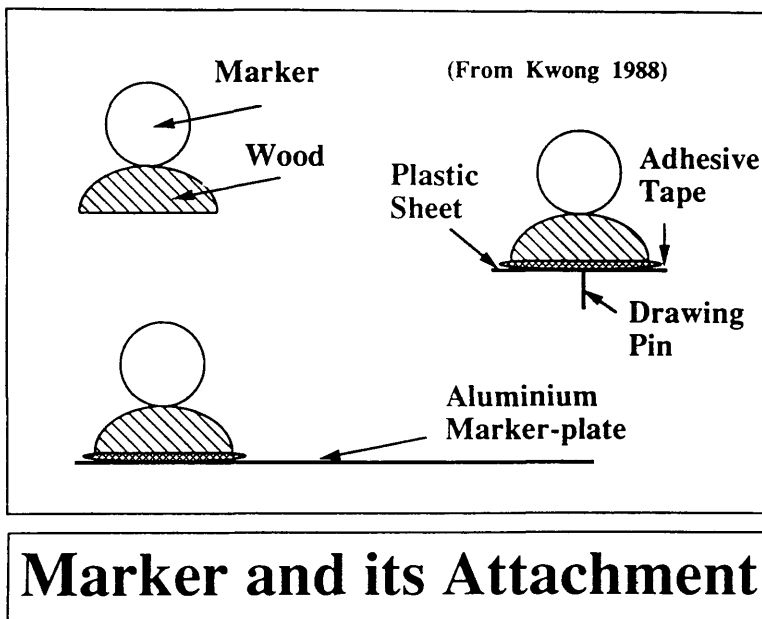 Marker
(From Kwong 1988)
Wood
Plastic
Sheet
Adhesive
Tape
Drawing
Pin
Aluminium
Marker-plate
Marker and its Attachment